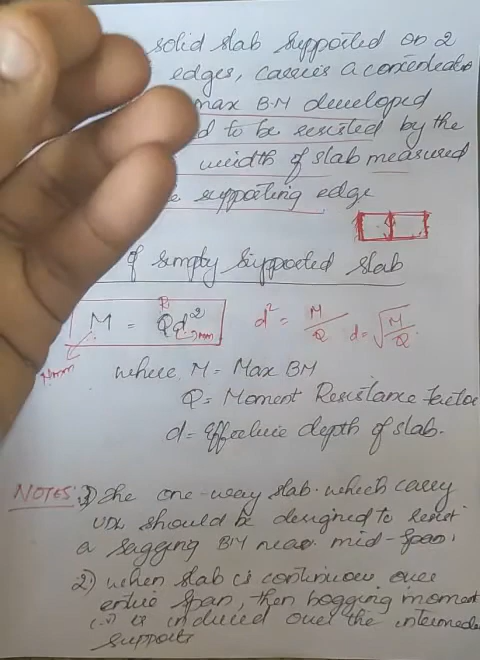 solid slab supported on 2
edges, carries a concentrated
max B.M developed
to be resisted by the
width of slab measured
supporting edge
of simply supported slab
M = Qd²
d² = M/Q d = √M/Q
Nmm
mm
where M = Max BM
Q = Moment Resistance factor
d = Effective depth of slab.
NOTES: 1) The one-way slab which carry
UDL should be designed to resist
a sagging BM near mid-span,
2) when slab is continuous over
entire span, then hogging moment
(-) is induced over the intermediate
supports